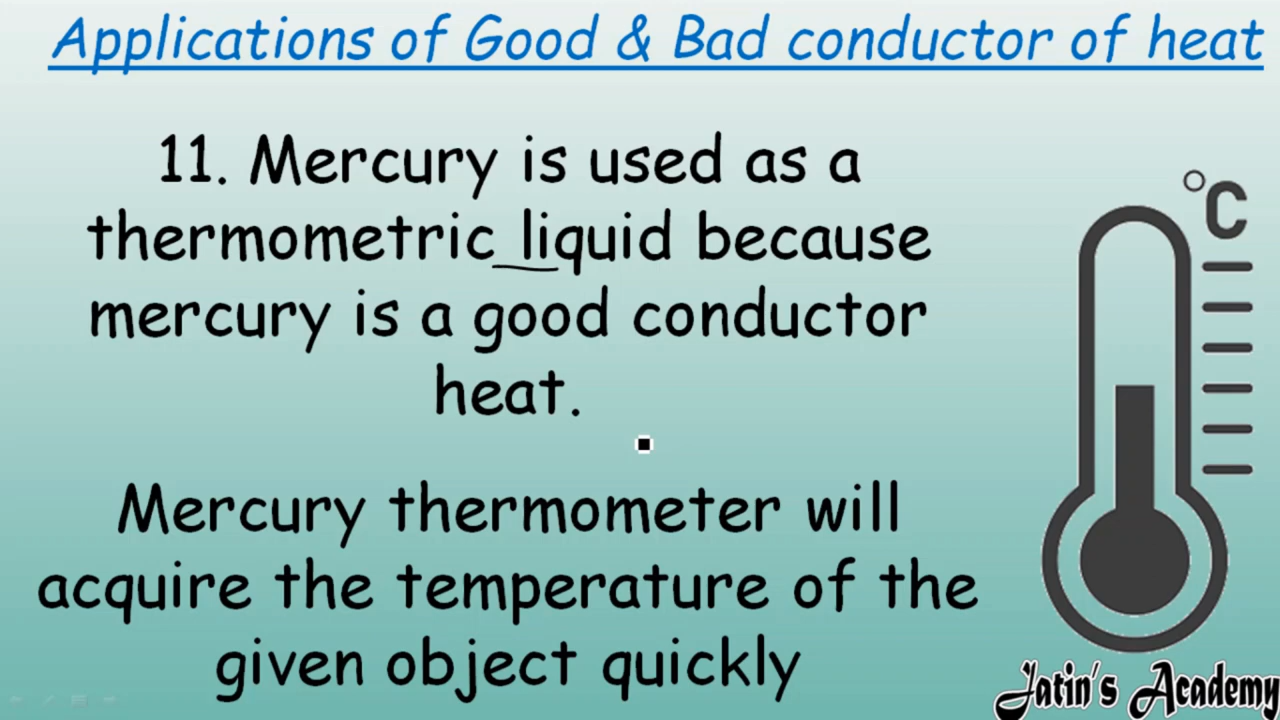 Applications of Good & Bad conductor of heat
11. Mercury is used as a
thermometric liquid because
mercury is a good conductor
heat.
Mercury thermometer will
acquire the temperature of the
given object quickly
°C
Jatin's Academy